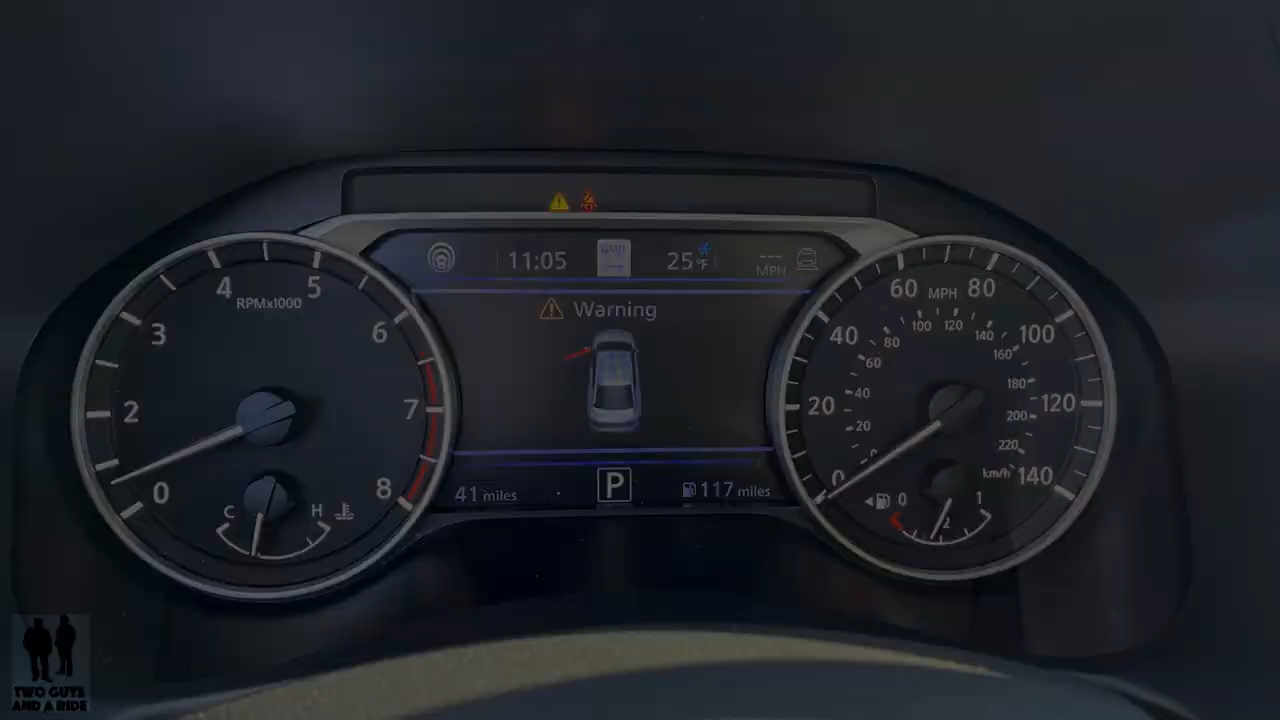 11:05
25°F
---
MPH
Warning
41 miles
P
117 miles
4
5
RPMx1000
3
6
2
7
0
8
C
H
60
MPH
80
40
100
20
120
0
140
100
120
80
140
60
160
40
180
20
200
0
220
km/h
0
1
2
TWO GUYS
AND A RIDE